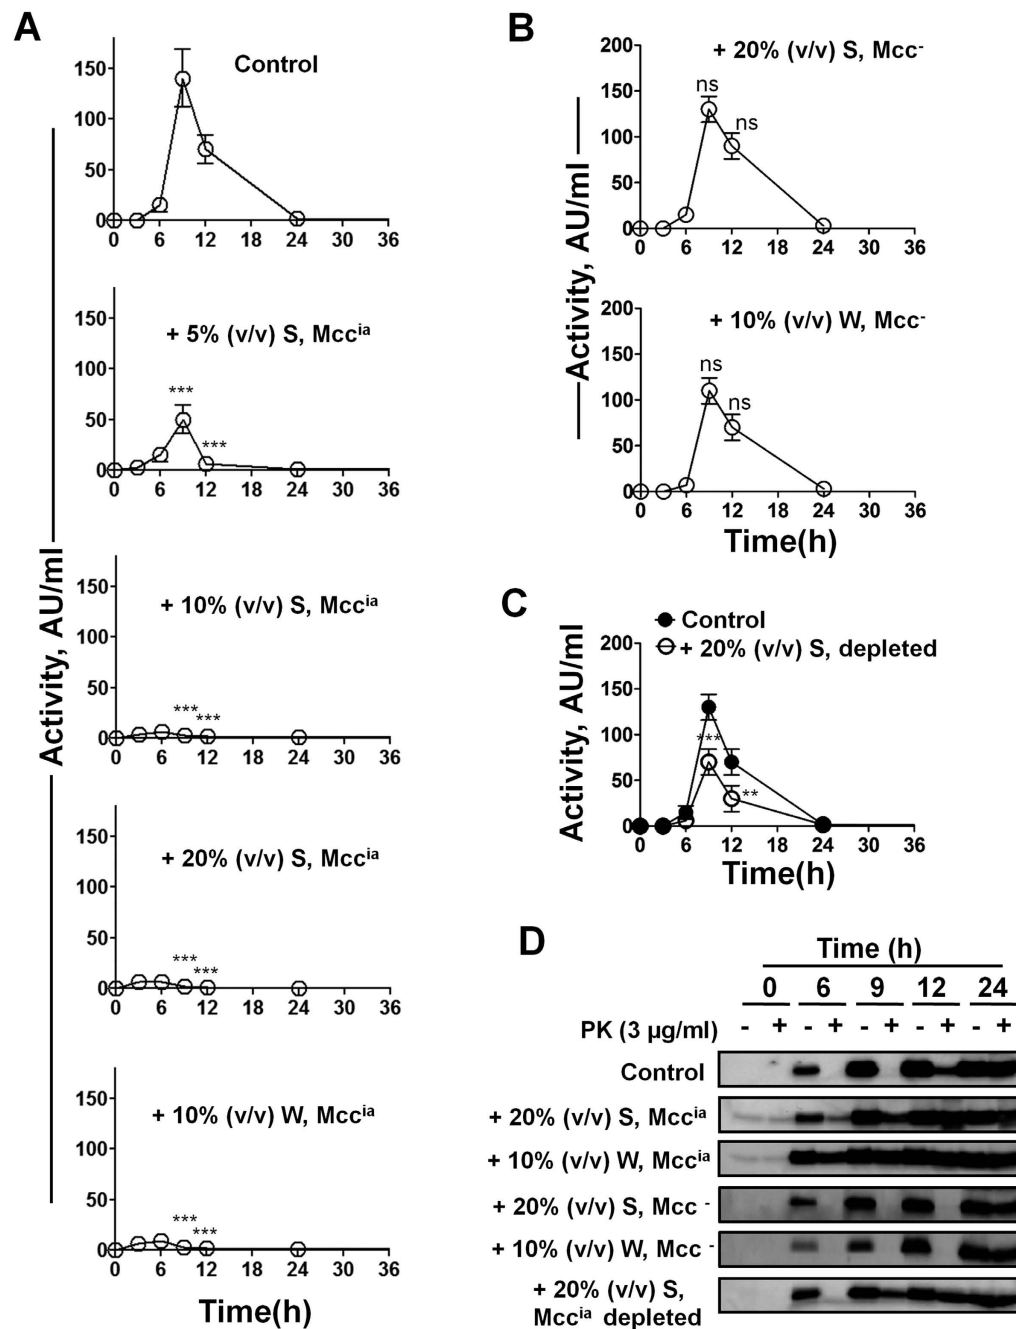 A
Control
150
100
50
0
0 6 12 18 24 30 36
+ 5% (v/v) S, Mccia
***
***
150
100
50
0
0 6 12 18 24 30 36
+ 10% (v/v) S, Mccia
***
***
150
100
50
0
0 6 12 18 24 30 36
+ 20% (v/v) S, Mccia
***
***
150
100
50
0
0 6 12 18 24 30 36
+ 10% (v/v) W, Mccia
***
***
150
100
50
0
0 6 12 18 24 30 36
Activity, AU/ml
Time(h)
B
+ 20% (v/v) S, Mcc-
ns
ns
200
150
100
50
0
0 6 12 18 24 36
+ 10% (v/v) W, Mcc-
ns
ns
200
150
100
50
0
0 6 12 18 24 36
Activity, AU/ml
Time(h)
C
Control
+ 20% (v/v) S, depleted
***
**
200
150
100
50
0
0 6 12 18 24 30 36
Activity, AU/ml
Time(h)
D
Time (h)
0 6 9 12 24
PK (3 µg/ml) - + - + - + - + - +
Control
+ 20% (v/v) S, Mccia
+ 10% (v/v) W, Mccia
+ 20% (v/v) S, Mcc -
+ 10% (v/v) W, Mcc -
+ 20% (v/v) S,
Mccia depleted